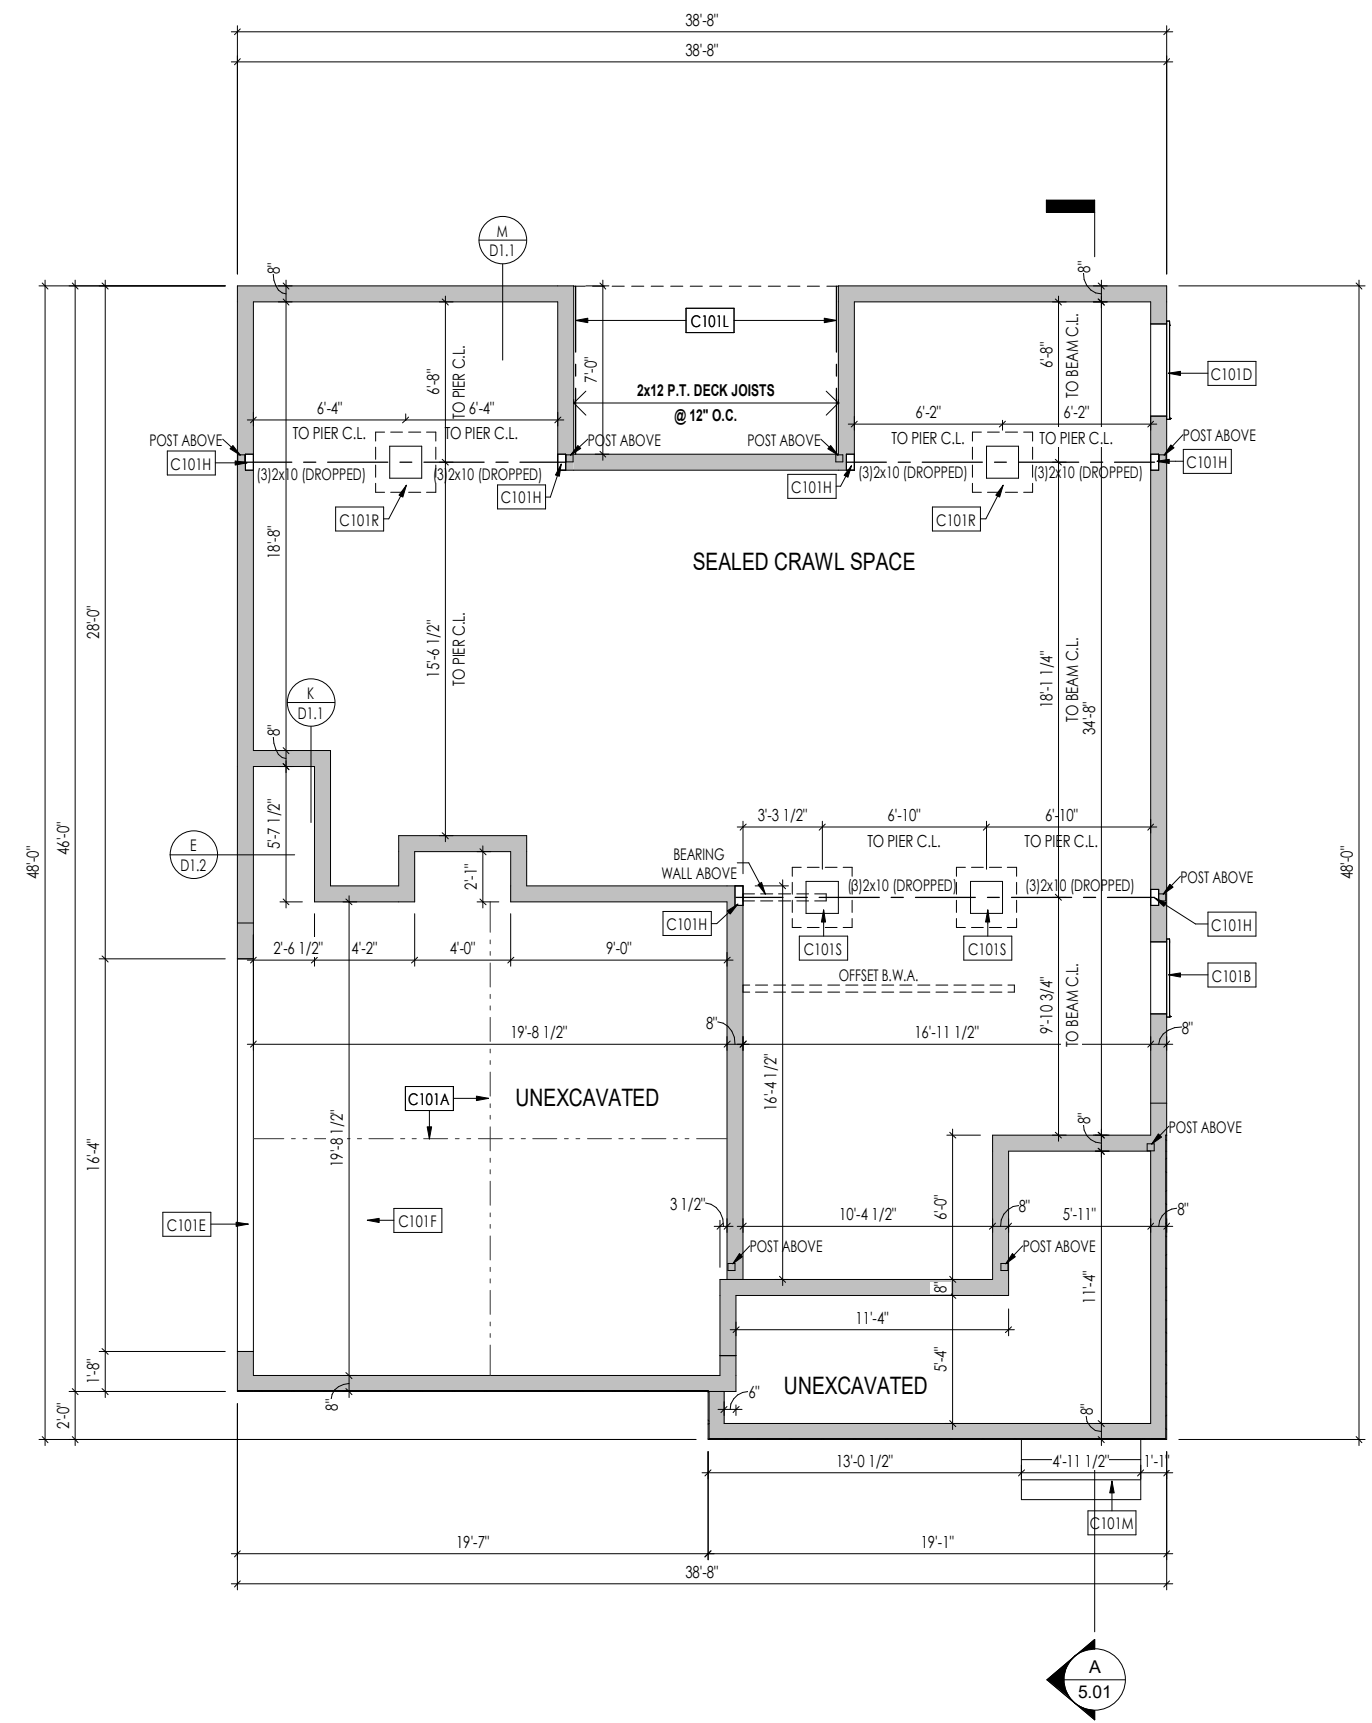 38'-8"
38'-8"
M
D1.1
8"
8"
C101L
6'-8"
TO PIER C.L.
7'-0"
6'-8"
TO BEAM C.L.
C101D
2x12 P.T. DECK JOISTS
@ 12" O.C.
6'-4"
6'-4"
6'-2"
6'-2"
TO PIER C.L.
TO PIER C.L.
TO PIER C.L.
TO PIER C.L.
POST ABOVE
POST ABOVE
POST ABOVE
POST ABOVE
C101H
(3)2x10 (DROPPED)
(3)2x10 (DROPPED)
(3)2x10 (DROPPED)
(3)2x10 (DROPPED)
C101H
C101H
C101H
C101R
C101R
18'-8"
SEALED CRAWL SPACE
28'-0"
15'-6 1/2"
TO PIER C.L.
18'-1 1/4"
TO BEAM C.L.
34'-8"
K
D1.1
8"
5'-7 1/2"
3'-3 1/2"
6'-10"
6'-10"
TO PIER C.L.
TO PIER C.L.
E
D1.2
48'-0"
46'-0"
48'-0"
2'-1"
BEARING
WALL ABOVE
(3)2x10 (DROPPED)
(3)2x10 (DROPPED)
POST ABOVE
C101H
C101H
C101S
C101S
2'-6 1/2"
4'-2"
4'-0"
9'-0"
OFFSET B.W.A.
C101B
9'-10 3/4"
TO BEAM C.L.
19'-8 1/2"
8"
16'-11 1/2"
8"
16'-4 1/2"
C101A
UNEXCAVATED
19'-8 1/2"
8"
POST ABOVE
16'-4"
3 1/2"
10'-4 1/2"
6'-0"
8"
5'-11"
8"
C101E
C101F
POST ABOVE
POST ABOVE
8"
11'-4"
11'-4"
5'-4"
1'-8"
UNEXCAVATED
8"
6"
8"
2'-0"
13'-0 1/2"
4'-11 1/2"
1'-1"
C101M
19'-7"
19'-1"
38'-8"
A
5.01